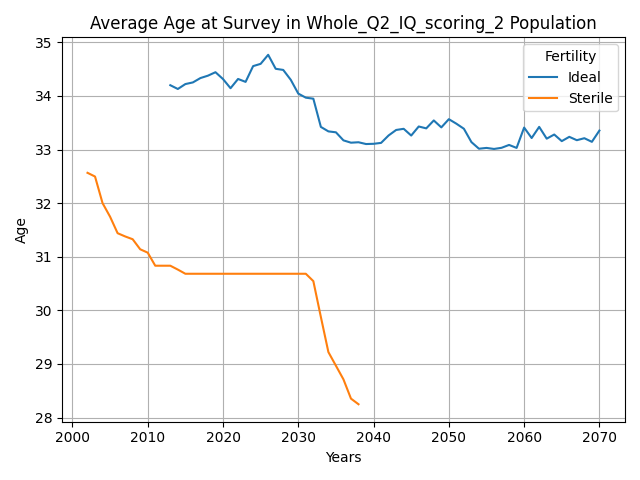 Average Age at Survey in Whole_Q2_IQ_scoring_2 Population
35
34
33
32
31
30
29
28
Age
Fertility
Ideal
Sterile
2000 2010 2020 2030 2040 2050 2060 2070
Years